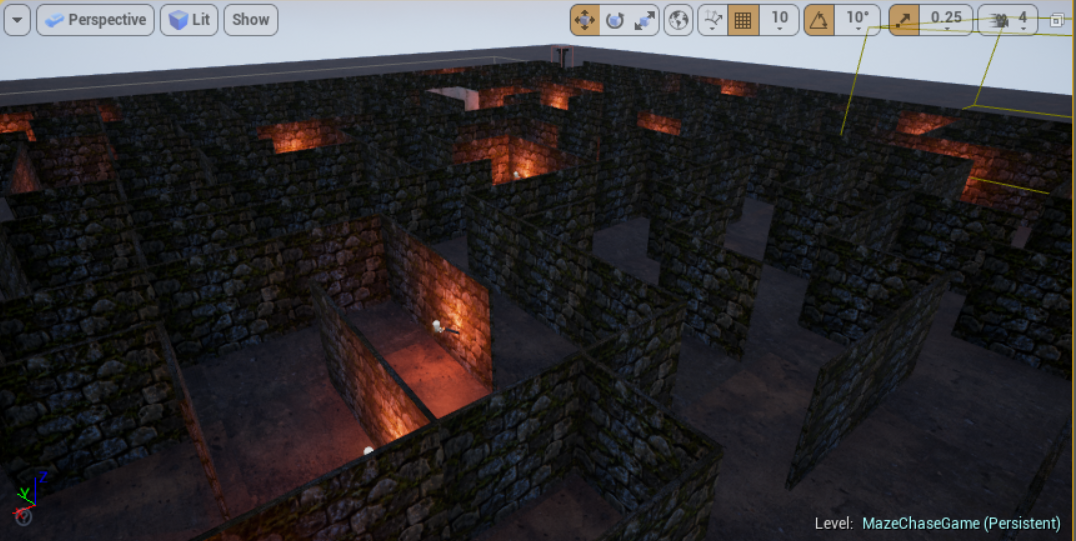 Perspective Lit Show 10 10° 0.25 4
Z
Y
Level: MazeChaseGame (Persistent)